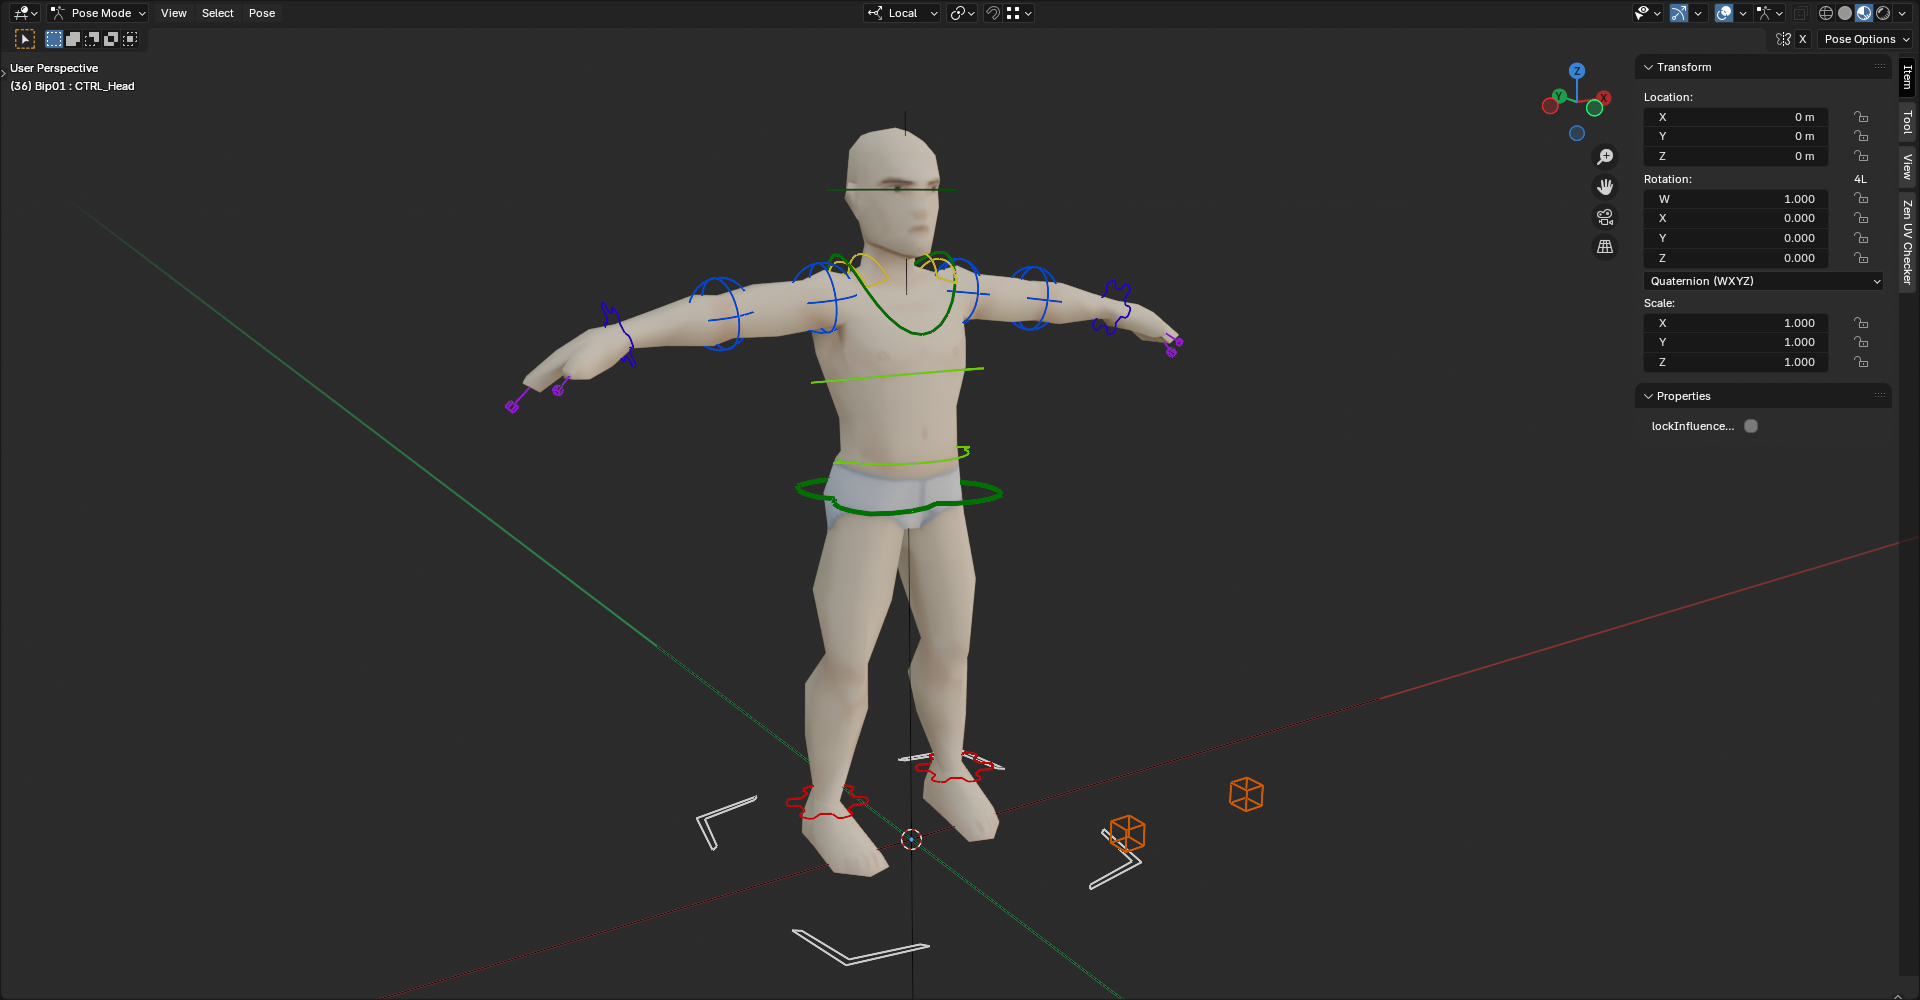 Pose Mode View Select Pose Local
X Pose Options
User Perspective
(36) Bip01 : CTRL_Head
Z
Y X
Transform
Location:
X 0 m
Y 0 m
Z 0 m
Rotation: 4L
W 1.000
X 0.000
Y 0.000
Z 0.000
Quaternion (WXYZ)
Scale:
X 1.000
Y 1.000
Z 1.000
Properties
lockInfluence...
Item
Tool
View
Zen UV Checker